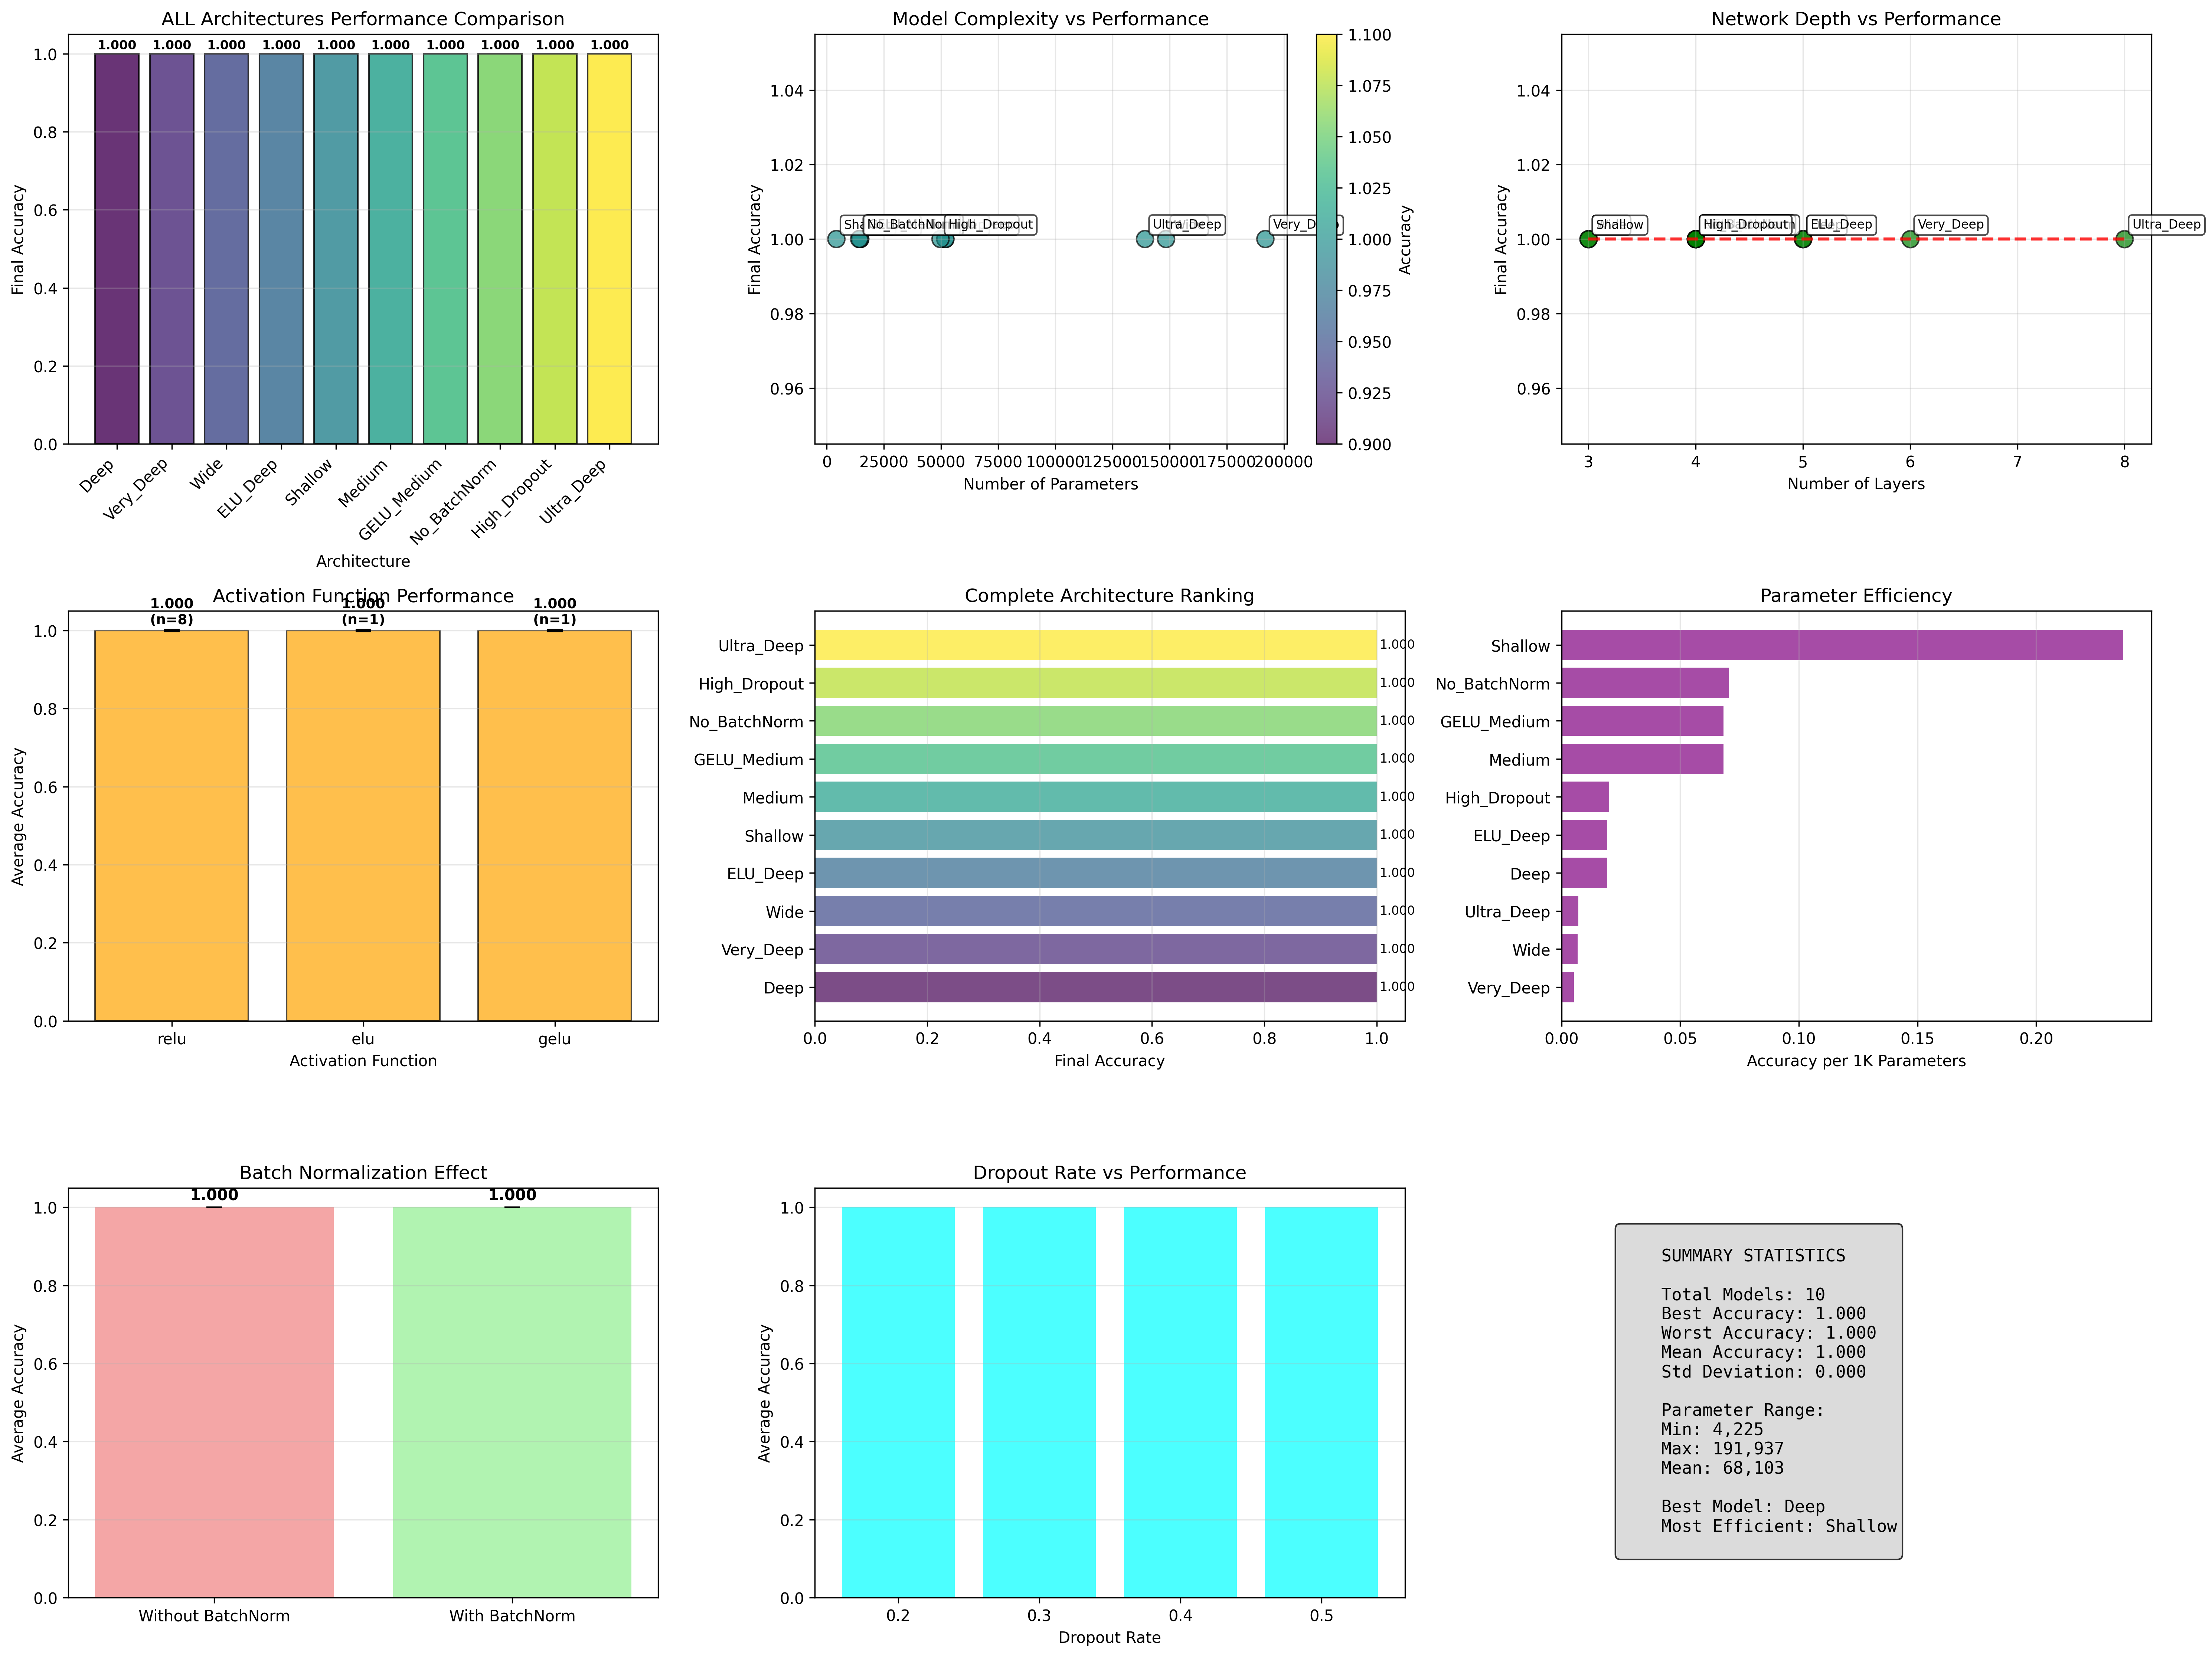 ALL Architectures Performance Comparison
1.000 1.000 1.000 1.000 1.000 1.000 1.000 1.000 1.000 1.000
Final Accuracy
1.0
0.8
0.6
0.4
0.2
0.0
Deep
Very_Deep
Wide
ELU_Deep
Shallow
Medium
GELU_Medium
No_BatchNorm
High_Dropout
Ultra_Deep
Architecture
Model Complexity vs Performance
Final Accuracy
1.04
1.02
1.00
0.98
0.96
No_BatchNorm
High_Dropout
Ultra_Deep
0 25000 50000 75000 100000 125000 150000 175000 200000
Number of Parameters
1.100
1.075
1.050
1.025
1.000
0.975
0.950
0.925
0.900
Accuracy
Network Depth vs Performance
Final Accuracy
1.04
1.02
1.00
0.98
0.96
Shallow
High_Dropout
ELU_Deep
Very_Deep
Ultra_Deep
3 4 5 6 7 8
Number of Layers
Activation Function Performance
1.000
(n=8)
1.000
(n=1)
1.000
(n=1)
Average Accuracy
1.0
0.8
0.6
0.4
0.2
0.0
relu elu gelu
Activation Function
Complete Architecture Ranking
Ultra_Deep 1.000
High_Dropout 1.000
No_BatchNorm 1.000
GELU_Medium 1.000
Medium 1.000
Shallow 1.000
ELU_Deep 1.000
Wide 1.000
Very_Deep 1.000
Deep 1.000
0.0 0.2 0.4 0.6 0.8 1.0
Final Accuracy
Parameter Efficiency
Shallow
No_BatchNorm
GELU_Medium
Medium
High_Dropout
ELU_Deep
Deep
Ultra_Deep
Wide
Very_Deep
0.00 0.05 0.10 0.15 0.20
Accuracy per 1K Parameters
Batch Normalization Effect
1.000 1.000
Average Accuracy
1.0
0.8
0.6
0.4
0.2
0.0
Without BatchNorm With BatchNorm
Dropout Rate vs Performance
Average Accuracy
1.0
0.8
0.6
0.4
0.2
0.0
0.2 0.3 0.4 0.5
Dropout Rate
SUMMARY STATISTICS
Total Models: 10
Best Accuracy: 1.000
Worst Accuracy: 1.000
Mean Accuracy: 1.000
Std Deviation: 0.000
Parameter Range:
Min: 4,225
Max: 191,937
Mean: 68,103
Best Model: Deep
Most Efficient: Shallow